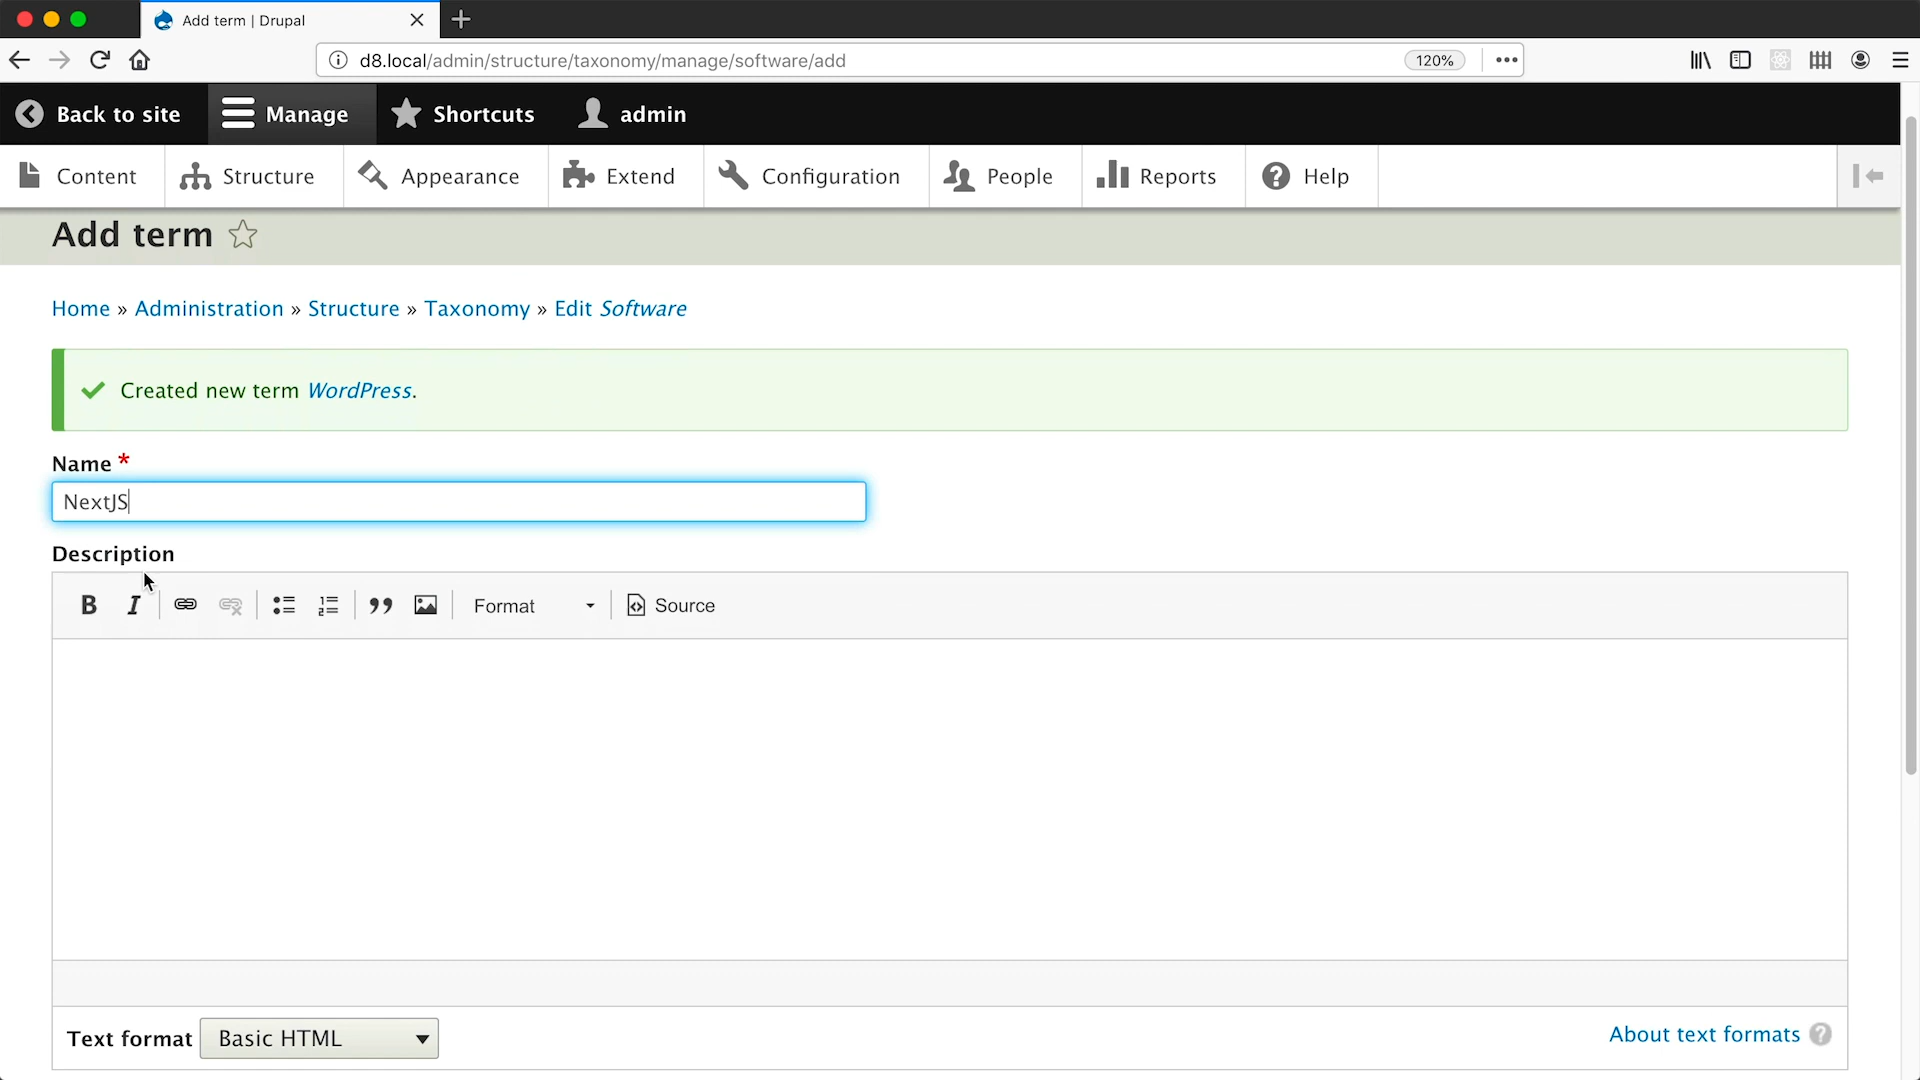 Add term | Drupal
d8.local/admin/structure/taxonomy/manage/software/add
120%
Back to site
Manage
Shortcuts
admin
Content
Structure
Appearance
Extend
Configuration
People
Reports
Help
Add term
Home » Administration » Structure » Taxonomy » Edit Software
Created new term WordPress.
Name *
NextJS
Description
B I Format Source
Text format Basic HTML
About text formats ?